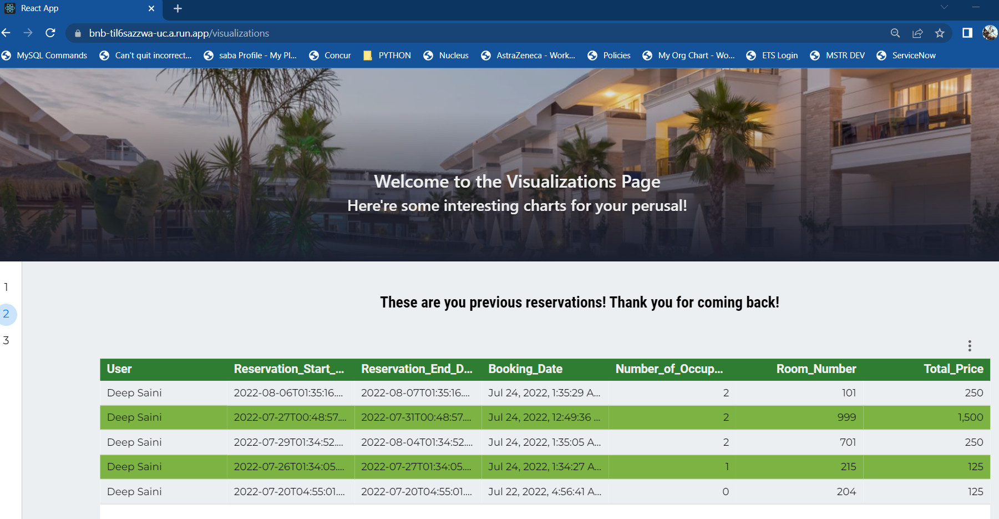 React App
bnb-til6sazzwa-uc.a.run.app/visualizations
MySQL Commands Can't quit incorrect... saba Profile - My Pl... Concur PYTHON Nucleus AstraZeneca - Work... Policies My Org Chart - Wo... ETS Login MSTR DEV ServiceNow
Welcome to the Visualizations Page
Here're some interesting charts for your perusal!
1
2
3
These are you previous reservations! Thank you for coming back!
User Reservation_Start_... Reservation_End_D... Booking_Date Number_of_Occup... Room_Number Total_Price
Deep Saini 2022-08-06T01:35:16.... 2022-08-07T01:35:16.... Jul 24, 2022, 1:35:29 A... 2 101 250
Deep Saini 2022-07-27T00:48:57.... 2022-07-31T00:48:57.... Jul 24, 2022, 12:49:36 ... 2 999 1,500
Deep Saini 2022-07-29T01:34:52.... 2022-08-04T01:34:52.... Jul 24, 2022, 1:35:05 A... 2 701 250
Deep Saini 2022-07-26T01:34:05.... 2022-07-27T01:34:05.... Jul 24, 2022, 1:34:27 A... 1 215 125
Deep Saini 2022-07-20T04:55:01.... 2022-07-20T04:55:01.... Jul 22, 2022, 4:56:41 A... 0 204 125